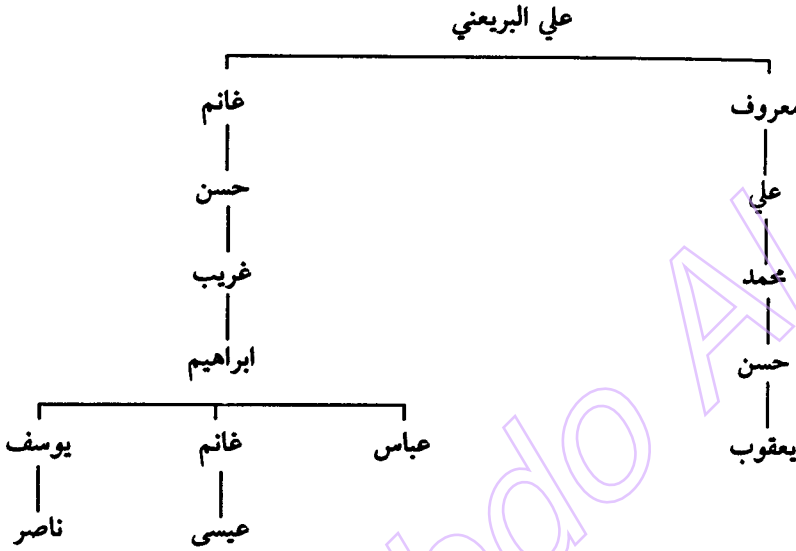 علي البريعني
معروف غانم
علي حسن
محمد غريب
حسن ابراهيم
يعقوب عباس غانم يوسف
عيسى ناصر